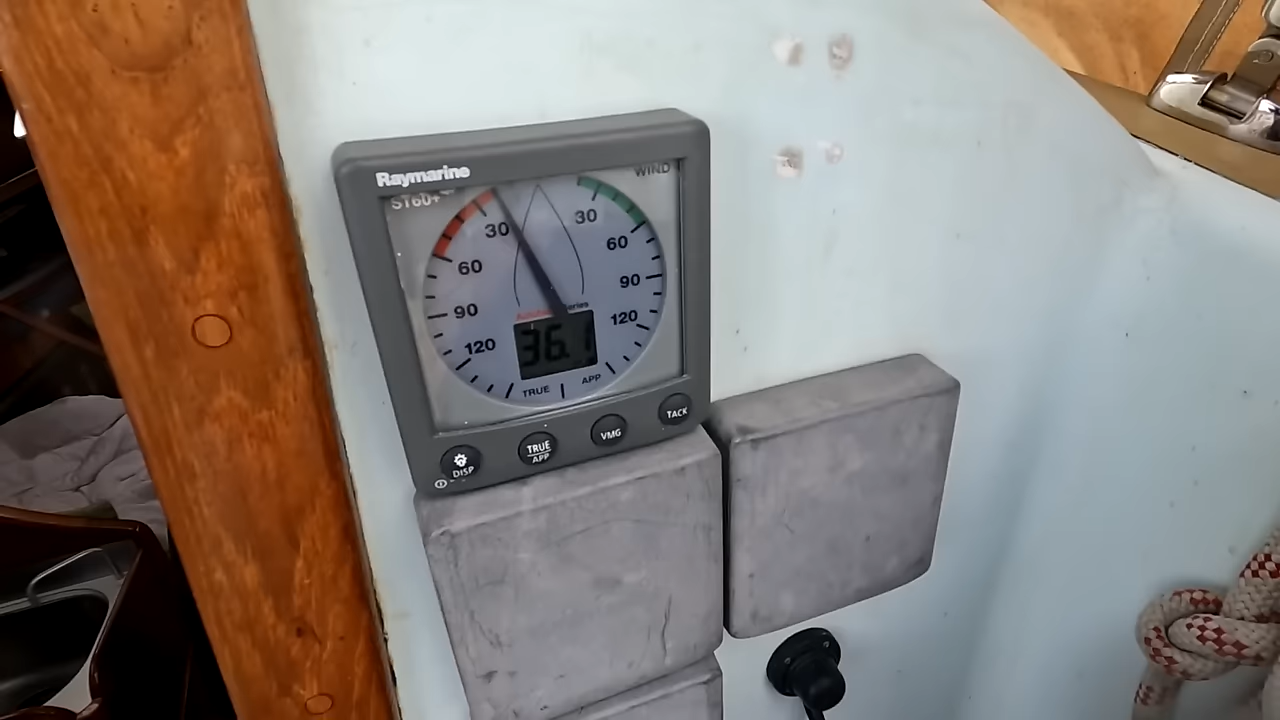 Raymarine
ST60+
WIND
30 30
60 60
90 90
120 120
36.1
TRUE APP
DISP
TRUE
APP
VMG
TACK